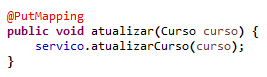 @PutMapping
public void atualizar(Curso curso) {
    servico.atualizarCurso(curso);
}